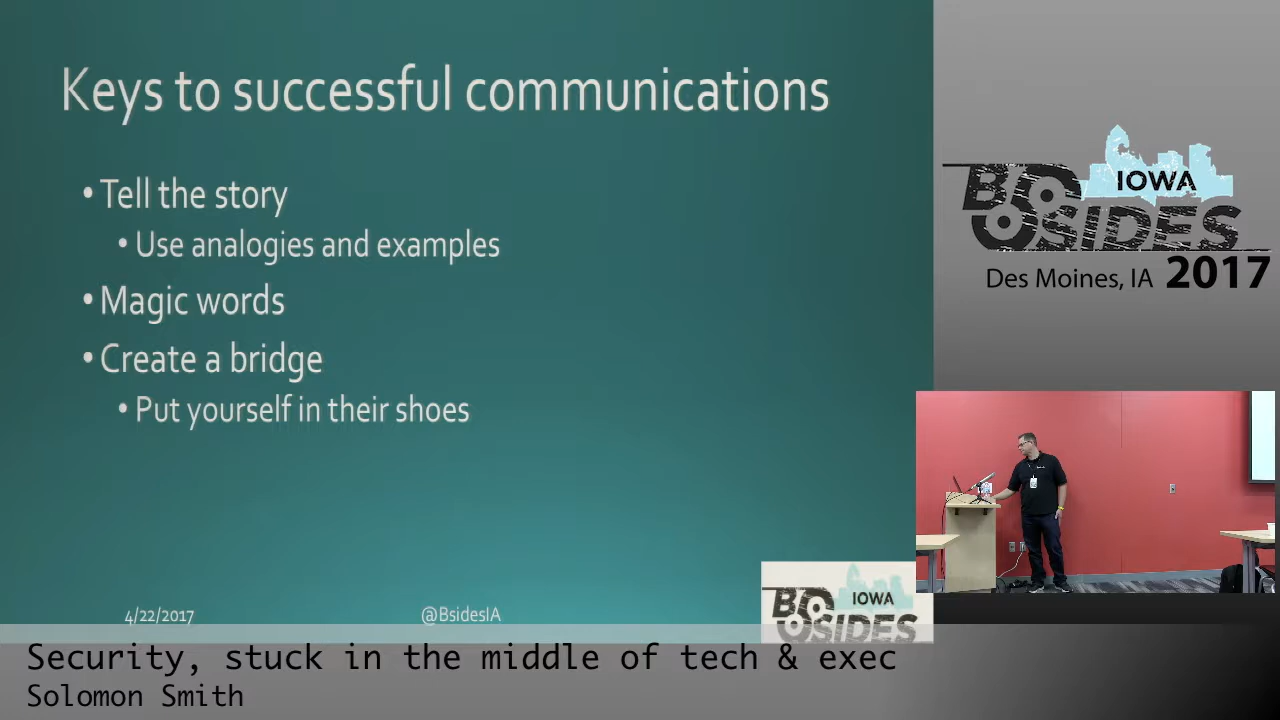 Keys to successful communications
• Tell the story
• Use analogies and examples
• Magic words
• Create a bridge
• Put yourself in their shoes
4/22/2017
@BsidesIA
IOWA
BSIDES
IOWA
BSIDES
Des Moines, IA 2017
Security, stuck in the middle of tech & exec
Solomon Smith